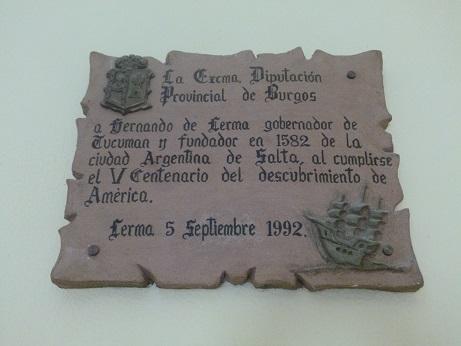 La Excma. Diputación
Provincial de Burgos
a Hernando de Lerma gobernador de
Tucuman y fundador en 1582 de la
ciudad Argentina de Salta, al cumplirse
el V Centenario del descubrimiento de
América.
Lerma 5 Septiembre 1992.